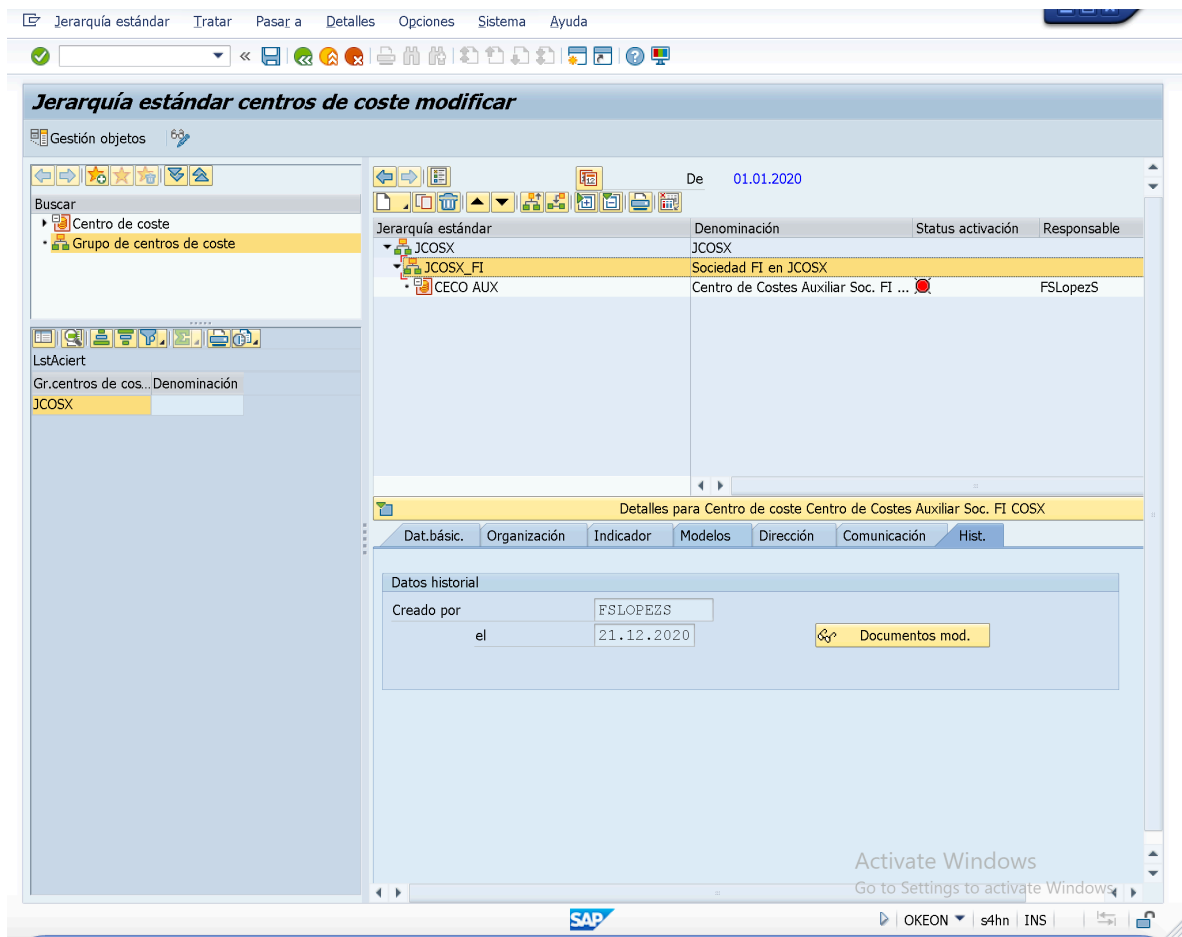 Jerarquía estándar Tratar Pasar a Detalles Opciones Sistema Ayuda
Jerarquía estándar centros de coste modificar
Gestión objetos
Buscar
Centro de coste
Grupo de centros de coste
LstAciert
Gr.centros de cos... Denominación
JCOSX
De 01.01.2020
Jerarquía estándar Denominación Status activación Responsable
JCOSX JCOSX
JCOSX_FI Sociedad FI en JCOSX
CECO AUX Centro de Costes Auxiliar Soc. FI ... FSLopezS
Detalles para Centro de coste Centro de Costes Auxiliar Soc. FI COSX
Dat.básic. Organización Indicador Modelos Dirección Comunicación Hist.
Datos historial
Creado por FSLOPEZS
el 21.12.2020 Documentos mod.
Activate Windows
Go to Settings to activate Windows.
SAP OKEON s4hn INS